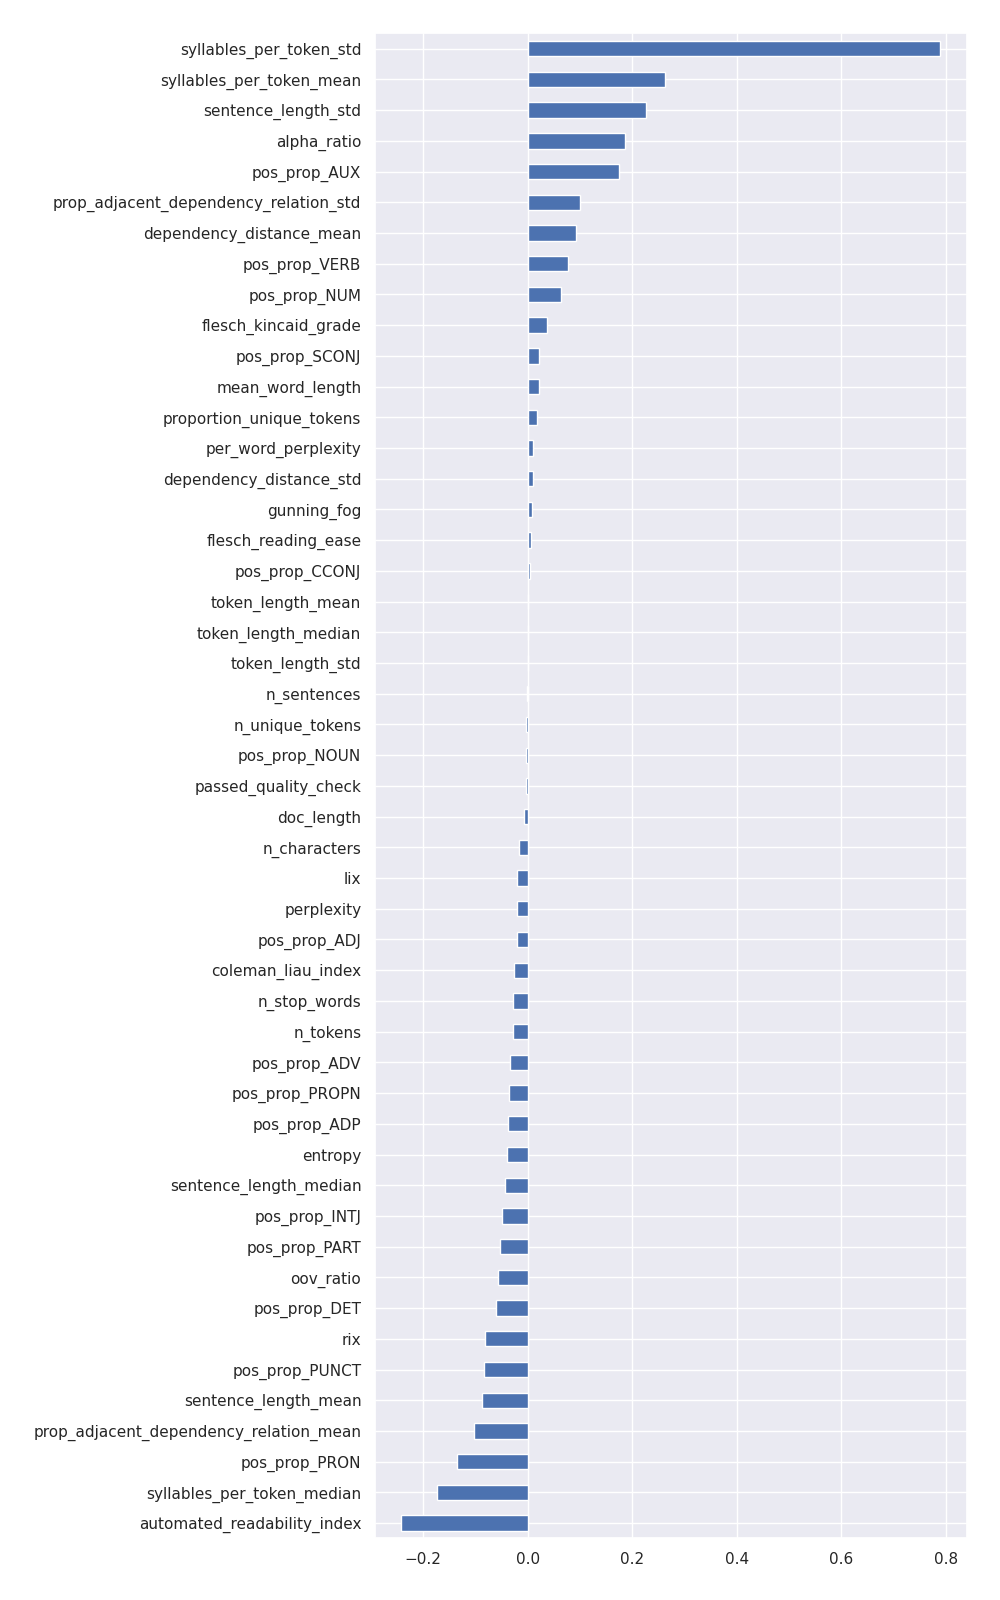 syllables_per_token_std
syllables_per_token_mean
sentence_length_std
alpha_ratio
pos_prop_AUX
prop_adjacent_dependency_relation_std
dependency_distance_mean
pos_prop_VERB
pos_prop_NUM
flesch_kincaid_grade
pos_prop_SCONJ
mean_word_length
proportion_unique_tokens
per_word_perplexity
dependency_distance_std
gunning_fog
flesch_reading_ease
pos_prop_CCONJ
token_length_mean
token_length_median
token_length_std
n_sentences
n_unique_tokens
pos_prop_NOUN
passed_quality_check
doc_length
n_characters
lix
perplexity
pos_prop_ADJ
coleman_liau_index
n_stop_words
n_tokens
pos_prop_ADV
pos_prop_PROPN
pos_prop_ADP
entropy
sentence_length_median
pos_prop_INTJ
pos_prop_PART
oov_ratio
pos_prop_DET
rix
pos_prop_PUNCT
sentence_length_mean
prop_adjacent_dependency_relation_mean
pos_prop_PRON
syllables_per_token_median
automated_readability_index
−0.2 0.0 0.2 0.4 0.6 0.8